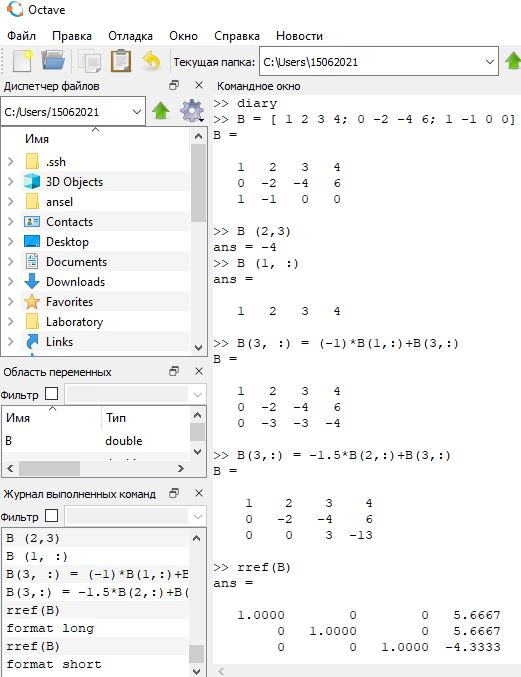 Octave
Файл Правка Отладка Окно Справка Новости
Текущая папка: C:\Users\15062021
Диспетчер файлов
C:/Users/15062021
Имя
.ssh
3D Objects
ansel
Contacts
Desktop
Documents
Downloads
Favorites
Laboratory
Links
Область переменных
Фильтр
Имя Тип
B double
Журнал выполненных команд
Фильтр
B (2,3)
B (1, :)
B(3, :) = (-1)*B(1,:)+B
B(3,:) = -1.5*B(2,:)+B(
rref(B)
format long
rref(B)
format short
Командное окно
>> diary
>> B = [ 1 2 3 4; 0 -2 -4 6; 1 -1 0 0]
B =
1 2 3 4
0 -2 -4 6
1 -1 0 0
>> B (2,3)
ans = -4
>> B (1, :)
ans =
1 2 3 4
>> B(3, :) = (-1)*B(1,:)+B(3,:)
B =
1 2 3 4
0 -2 -4 6
0 -3 -3 -4
>> B(3,:) = -1.5*B(2,:)+B(3,:)
B =
1 2 3 4
0 -2 -4 6
0 0 3 -13
>> rref(B)
ans =
1.0000 0 0 5.6667
0 1.0000 0 5.6667
0 0 1.0000 -4.3333